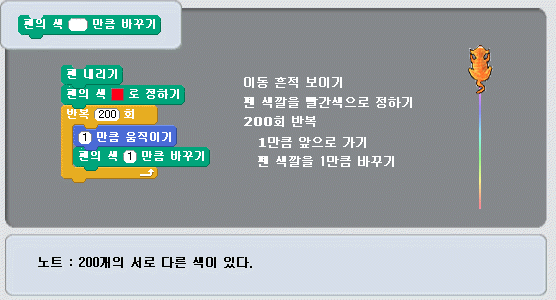 펜의 색 만큼 바꾸기
펜 내리기
펜의 색 로 정하기
반복 200 회
1 만큼 움직이기
펜의 색 1 만큼 바꾸기
이동 흔적 보이기
펜 색깔을 빨간색으로 정하기
200회 반복
1만큼 앞으로 가기
펜 색깔을 1만큼 바꾸기
노트 : 200개의 서로 다른 색이 있다.